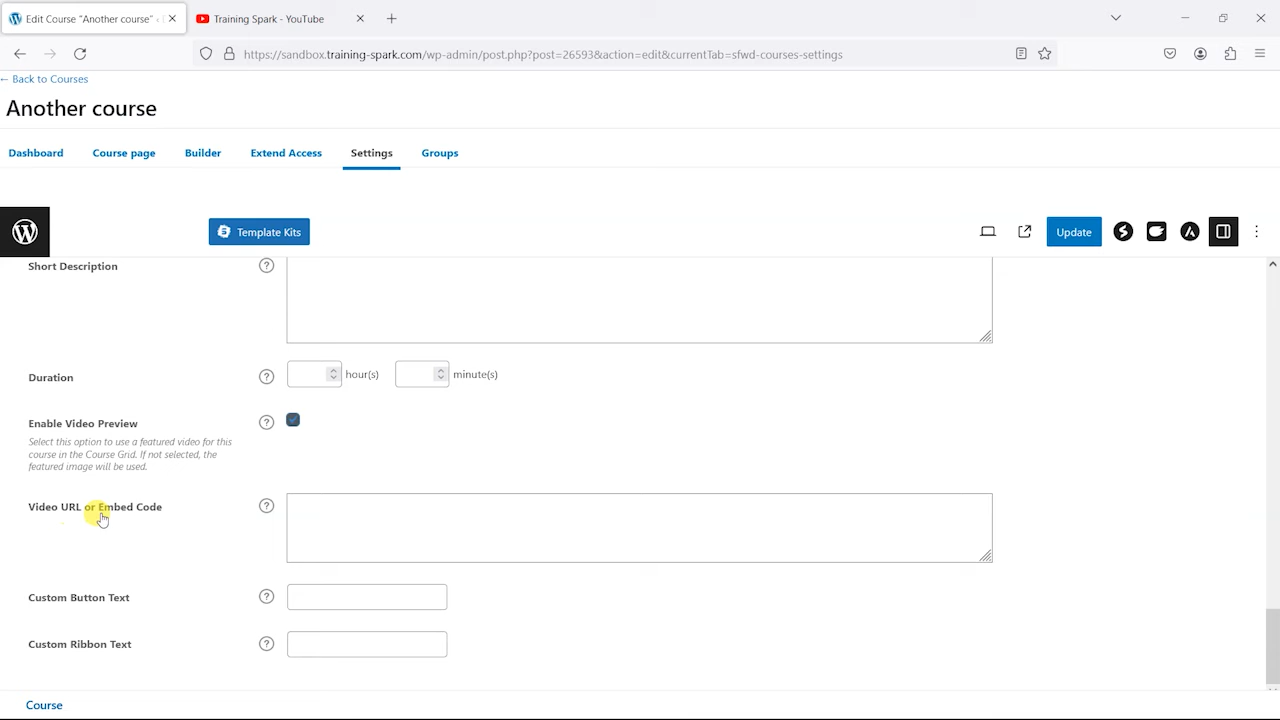 Edit Course "Another course" ‹
Training Spark - YouTube
https://sandbox.training-spark.com/wp-admin/post.php?post=26593&action=edit&currentTab=sfwd-courses-settings
← Back to Courses
Another course
Dashboard
Course page
Builder
Extend Access
Settings
Groups
Template Kits
Update
Short Description
Duration
hour(s)
minute(s)
Enable Video Preview
Select this option to use a featured video for this
course in the Course Grid. If not selected, the
featured image will be used.
Video URL or Embed Code
Custom Button Text
Custom Ribbon Text
Course